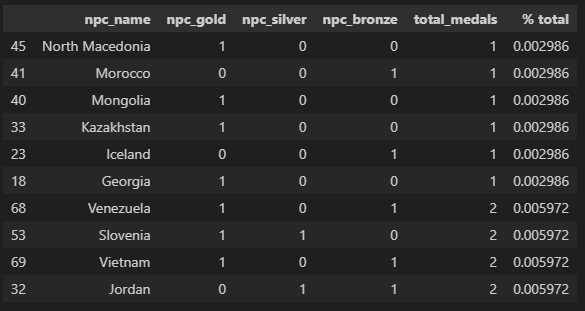 npc_name npc_gold npc_silver npc_bronze total_medals % total
45 North Macedonia 1 0 0 1 0.002986
41 Morocco 0 0 1 1 0.002986
40 Mongolia 1 0 0 1 0.002986
33 Kazakhstan 1 0 0 1 0.002986
23 Iceland 0 0 1 1 0.002986
18 Georgia 1 0 0 1 0.002986
68 Venezuela 1 0 1 2 0.005972
53 Slovenia 1 1 0 2 0.005972
69 Vietnam 1 0 1 2 0.005972
32 Jordan 0 1 1 2 0.005972